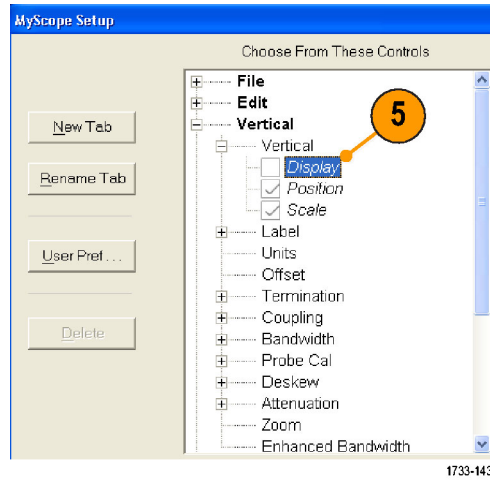 MyScope Setup
Choose From These Controls
New Tab
Rename Tab
User Pref...
Delete
File
Edit
Vertical
Vertical
Display
Position
Scale
Label
Units
Offset
Termination
Coupling
Bandwidth
Probe Cal
Deskew
Attenuation
Zoom
Enhanced Bandwidth
5
1733-143